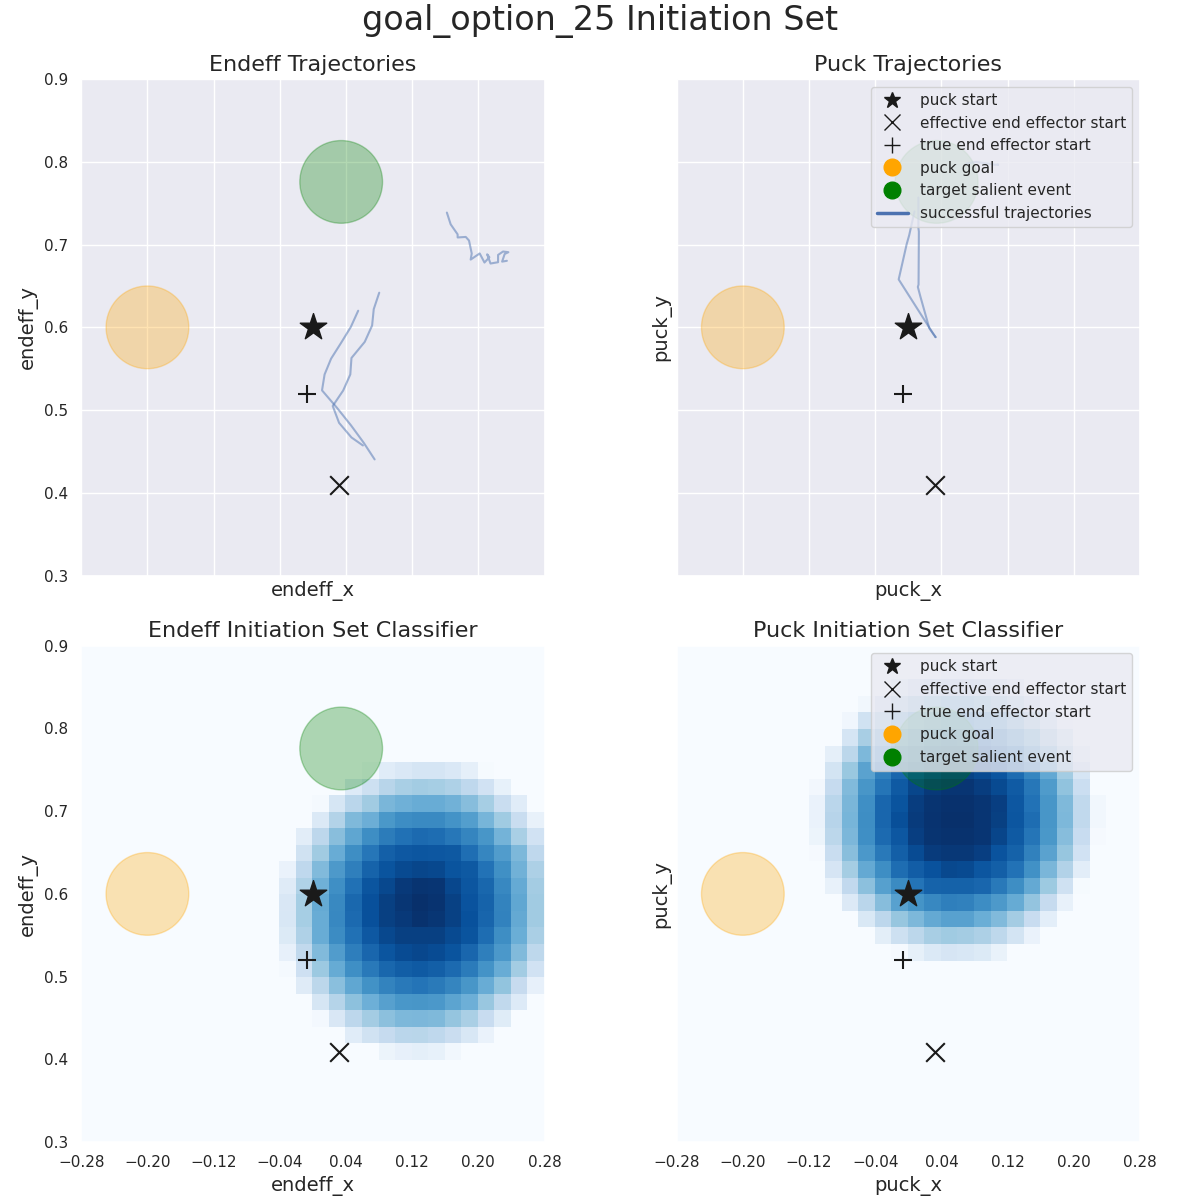 goal_option_25 Initiation Set
Endeff Trajectories
0.9
0.8
0.7
0.6
0.5
0.4
0.3
endeff_y
endeff_x
Puck Trajectories
puck start
effective end effector start
true end effector start
puck goal
target salient event
successful trajectories
puck_y
puck_x
Endeff Initiation Set Classifier
0.9
0.8
0.7
0.6
0.5
0.4
0.3
endeff_y
−0.28 −0.20 −0.12 −0.04 0.04 0.12 0.20 0.28
endeff_x
Puck Initiation Set Classifier
puck start
effective end effector start
true end effector start
puck goal
target salient event
puck_y
−0.28 −0.20 −0.12 −0.04 0.04 0.12 0.20 0.28
puck_x